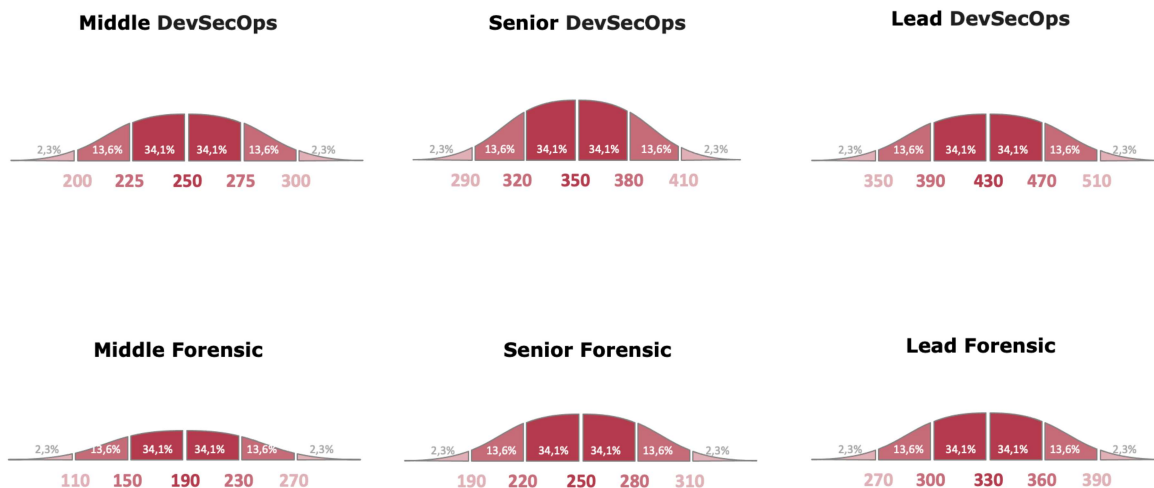 Middle DevSecOps
Senior DevSecOps
Lead DevSecOps
2,3% 13,6% 34,1% 34,1% 13,6% 2,3%
200 225 250 275 300
2,3% 13,6% 34,1% 34,1% 13,6% 2,3%
290 320 350 380 410
2,3% 13,6% 34,1% 34,1% 13,6% 2,3%
350 390 430 470 510
Middle Forensic
Senior Forensic
Lead Forensic
2,3% 13,6% 34,1% 34,1% 13,6% 2,3%
110 150 190 230 270
2,3% 13,6% 34,1% 34,1% 13,6% 2,3%
190 220 250 280 310
2,3% 13,6% 34,1% 34,1% 13,6% 2,3%
270 300 330 360 390